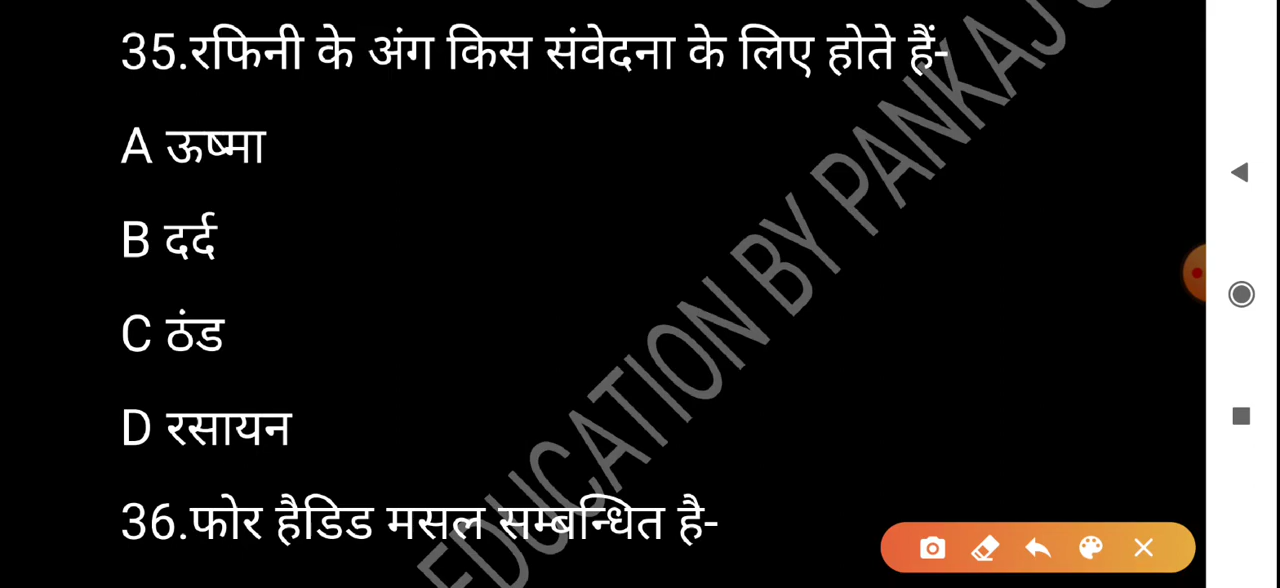 35.रफिनी के अंग किस संवेदना के लिए होते हैं-
A ऊष्मा
B दर्द
C ठंड
D रसायन
36.फोर हैडिड मसल सम्बन्धित है-
EDUCATION BY PANKAJ